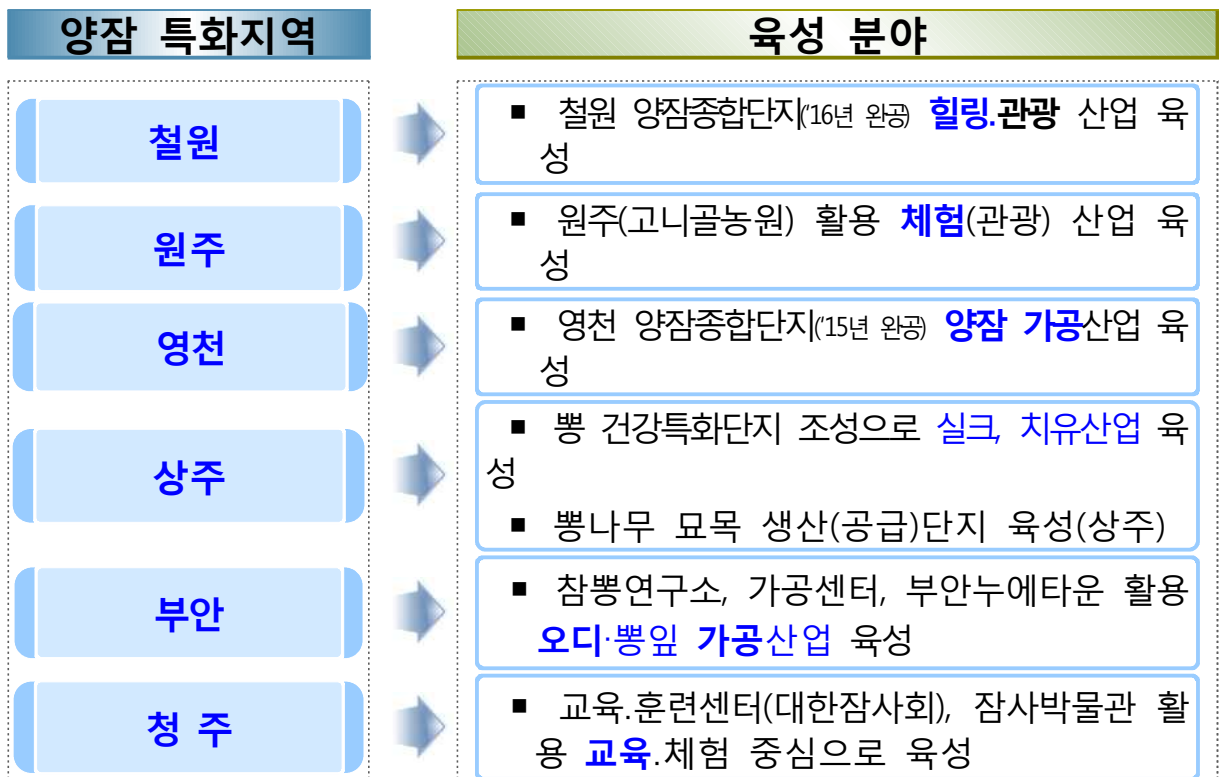 양잠 특화지역
육성 분야
철원
▪ 철원 양잠종합단지('16년 완공) 힐링.관광 산업 육
성
원주
▪ 원주(고니골농원) 활용 체험(관광) 산업 육
성
영천
▪ 영천 양잠종합단지('15년 완공) 양잠 가공산업 육
성
상주
▪ 뽕 건강특화단지 조성으로 실크, 치유산업 육
성
▪ 뽕나무 묘목 생산(공급)단지 육성(상주)
부안
▪ 참뽕연구소, 가공센터, 부안누에타운 활용
오디·뽕잎 가공산업 육성
청 주
▪ 교육.훈련센터(대한잠사회), 잠사박물관 활
용 교육.체험 중심으로 육성